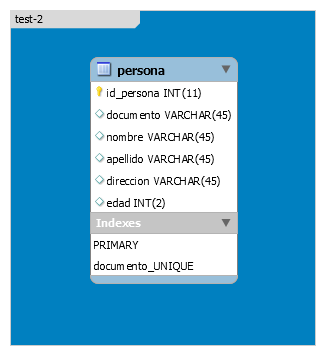 test-2
persona
id_persona INT(11)
documento VARCHAR(45)
nombre VARCHAR(45)
apellido VARCHAR(45)
direccion VARCHAR(45)
edad INT(2)
Indexes
PRIMARY
documento_UNIQUE